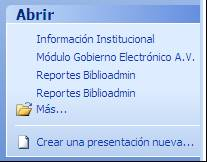 Abrir
Información Institucional
Módulo Gobierno Electrónico A.V.
Reportes Biblioadmin
Reportes Biblioadmin
Más...
Crear una presentación nueva...